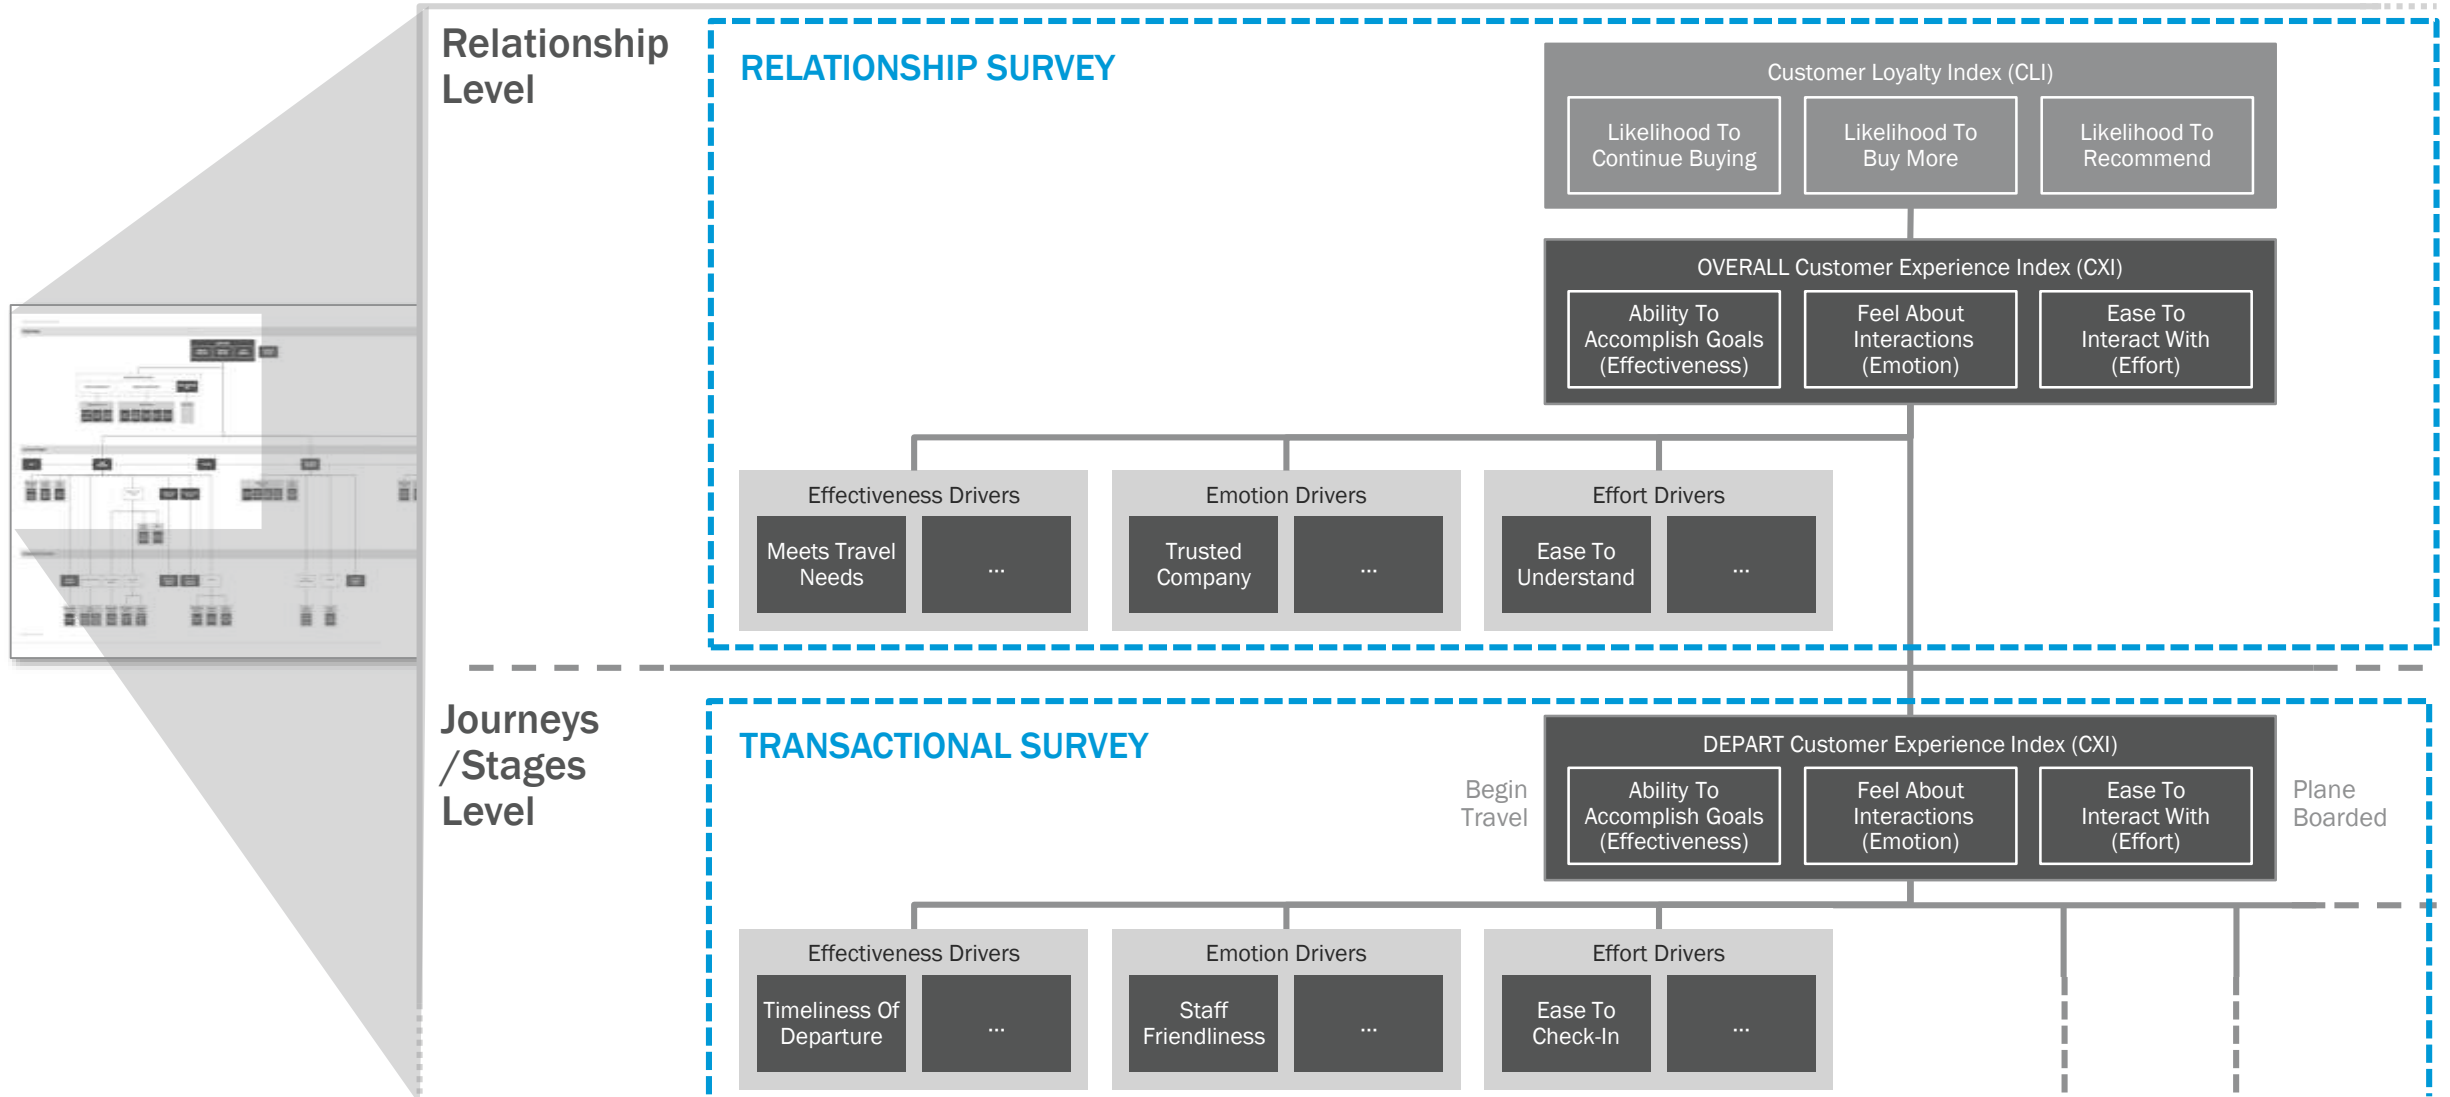 Relationship
Level
RELATIONSHIP SURVEY
Customer Loyalty Index (CLI)
Likelihood To
Continue Buying
Likelihood To
Buy More
Likelihood To
Recommend
OVERALL Customer Experience Index (CXI)
Ability To
Accomplish Goals
(Effectiveness)
Feel About
Interactions
(Emotion)
Ease To
Interact With
(Effort)
Effectiveness Drivers
Meets Travel
Needs
...
Emotion Drivers
Trusted
Company
...
Effort Drivers
Ease To
Understand
...
Journeys
/Stages
Level
TRANSACTIONAL SURVEY
Begin
Travel
DEPART Customer Experience Index (CXI)
Ability To
Accomplish Goals
(Effectiveness)
Feel About
Interactions
(Emotion)
Ease To
Interact With
(Effort)
Plane
Boarded
Effectiveness Drivers
Timeliness Of
Departure
...
Emotion Drivers
Staff
Friendliness
...
Effort Drivers
Ease To
Check-In
...